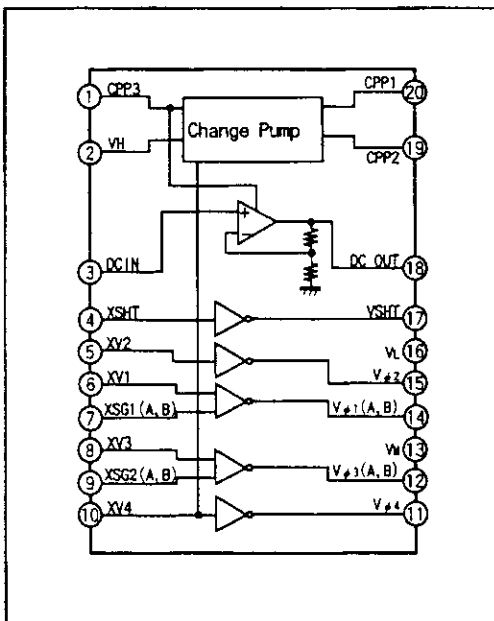 1 CPP3
2 VH
3 DCIN
4 XSHT
5 XV2
6 XV1
7 XSG1(A,B)
8 XV3
9 XSG2(A,B)
10 XV4
Change Pump
+
−
CPP1 20
CPP2 19
DC OUT 18
VSHT 17
VL 16
Vφ2 15
Vφ1(A,B) 14
VM 13
Vφ3(A,B) 12
Vφ4 11